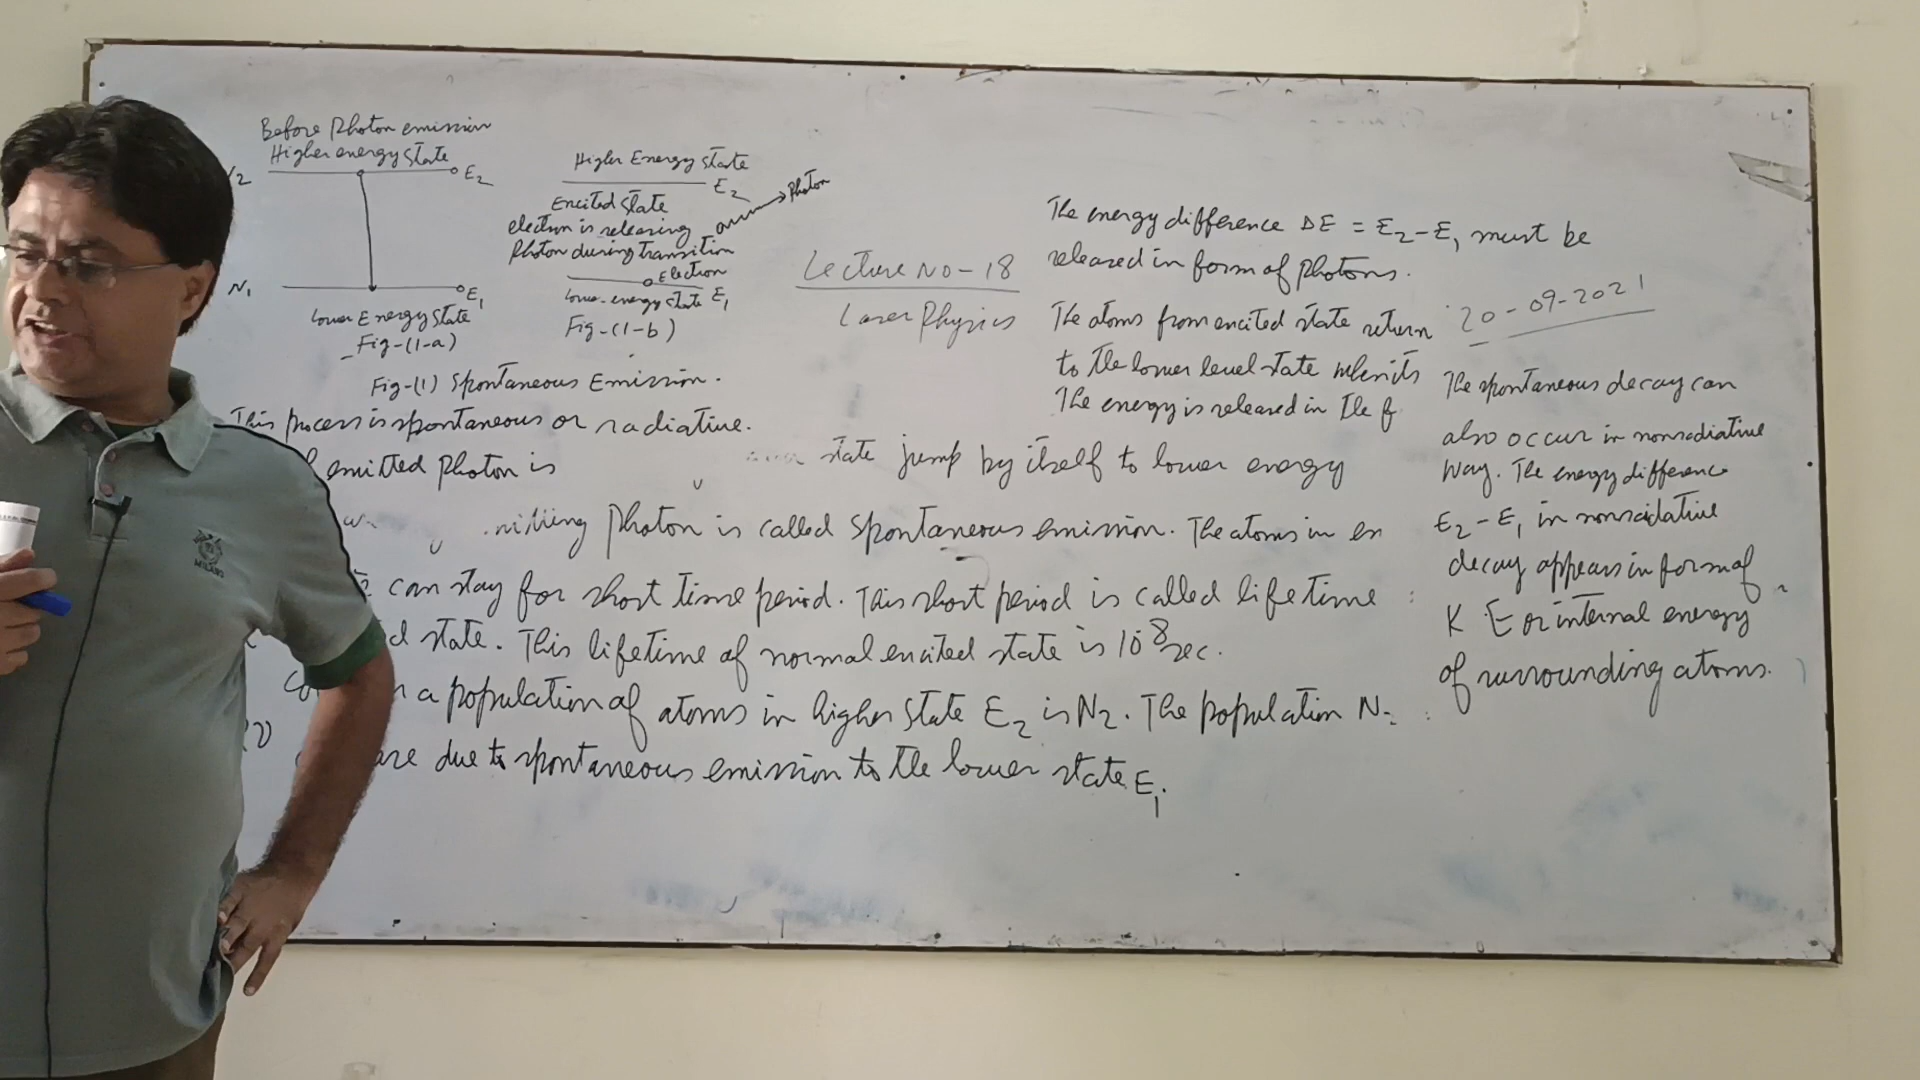 Before Photon emission
Higher energy state
E2
N1
E1
Lower Energy State
Fig-(1-a)
Higher Energy state
E2
Photon
Excited state
electron is releasing
Photon during transition
Electron
Lower energy state E1
Fig-(1-b)
Fig-(1) Spontaneous Emission.
This process is spontaneous or radiative.
emitted photon is
Lecture No-18
Laser Physics
20-09-2021
The energy difference ΔE = E2-E1 must be
released in form of photons.
The atoms from excited state return
to the lower level state
The energy is released in the f
state jump by itself to lower energy
photon is called spontaneous emission. The atoms in ex
can stay for short time period. This short period is called lifetime
d state. This lifetime of normal excited state is 10^-8 sec.
a population of atoms in higher state E2 is N2. The population N2
due to spontaneous emission to the lower state E1.
The spontaneous decay can
also occur in nonradiative
way. The energy difference
E2-E1 in nonradiative
decay appears in form of
K E or internal energy
of surrounding atoms.
MILANO